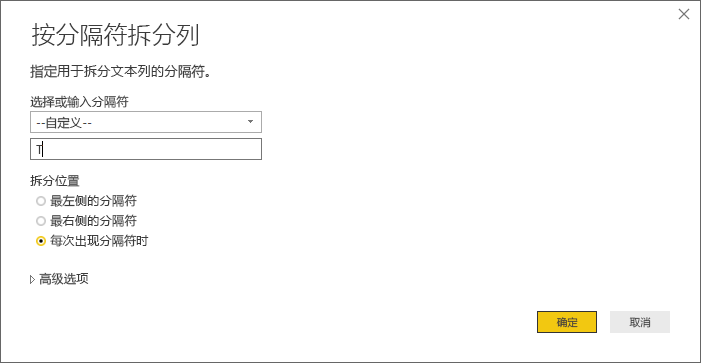 按分隔符拆分列
指定用于拆分文本列的分隔符。
选择或输入分隔符
--自定义--
T
拆分位置
最左侧的分隔符
最右侧的分隔符
每次出现分隔符时
高级选项
确定
取消